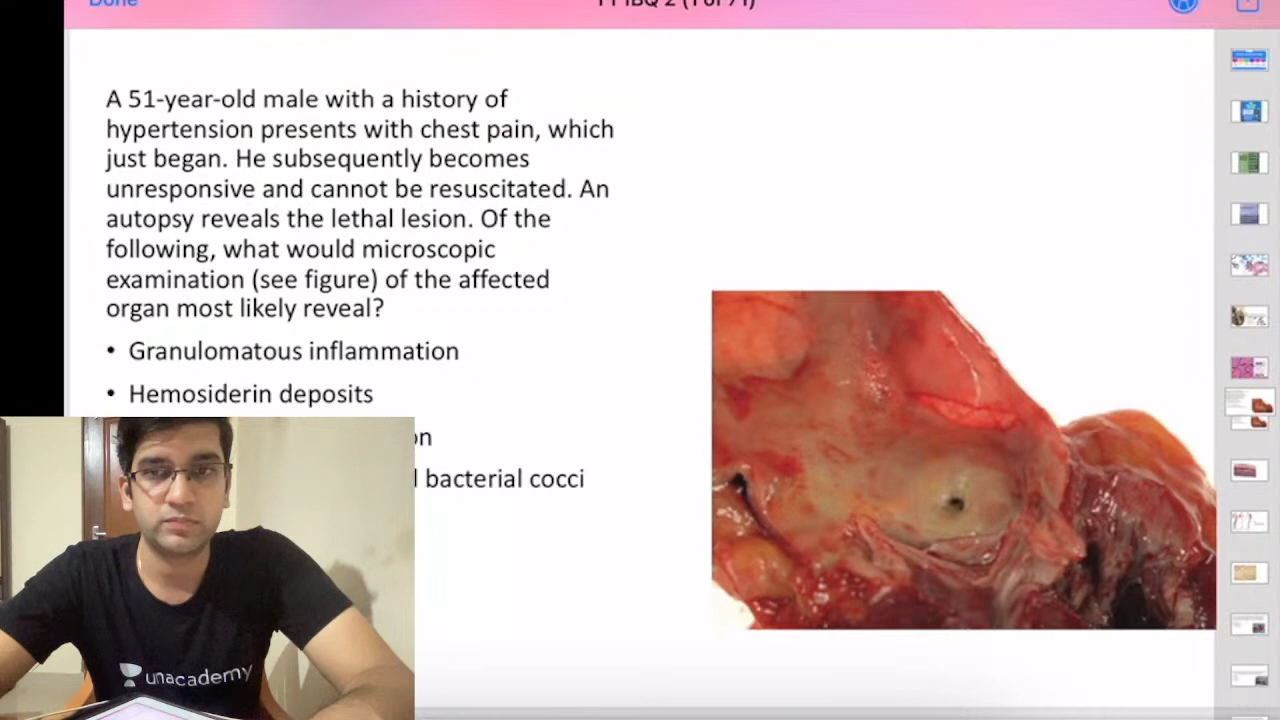 Done
A 51-year-old male with a history of
hypertension presents with chest pain, which
just began. He subsequently becomes
unresponsive and cannot be resuscitated. An
autopsy reveals the lethal lesion. Of the
following, what would microscopic
examination (see figure) of the affected
organ most likely reveal?
• Granulomatous inflammation
• Hemosiderin deposits
bacterial cocci
unacademy